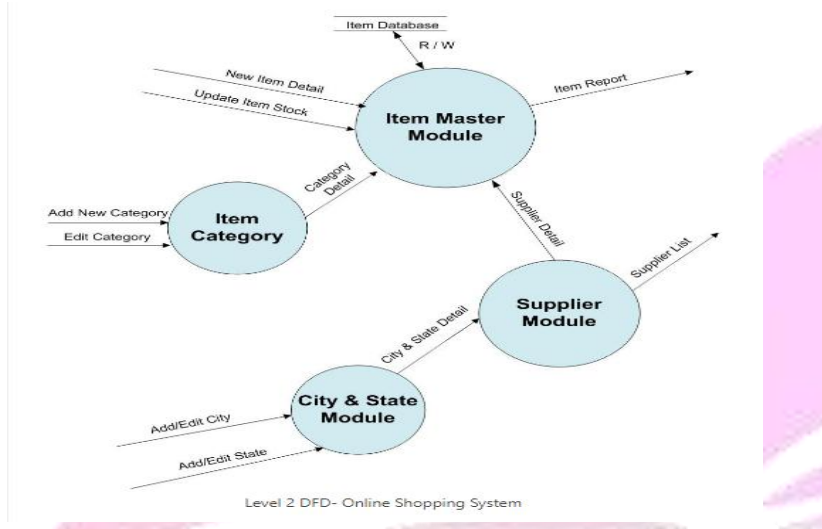 Item Database
R / W
New Item Detail
Update Item Stock
Item Report
Item Master
Module
Category
Detail
Add New Category
Edit Category
Item
Category
Supplier Detail
Supplier List
Supplier
Module
City & State Detail
City & State
Module
Add/Edit City
Add/Edit State
Level 2 DFD- Online Shopping System